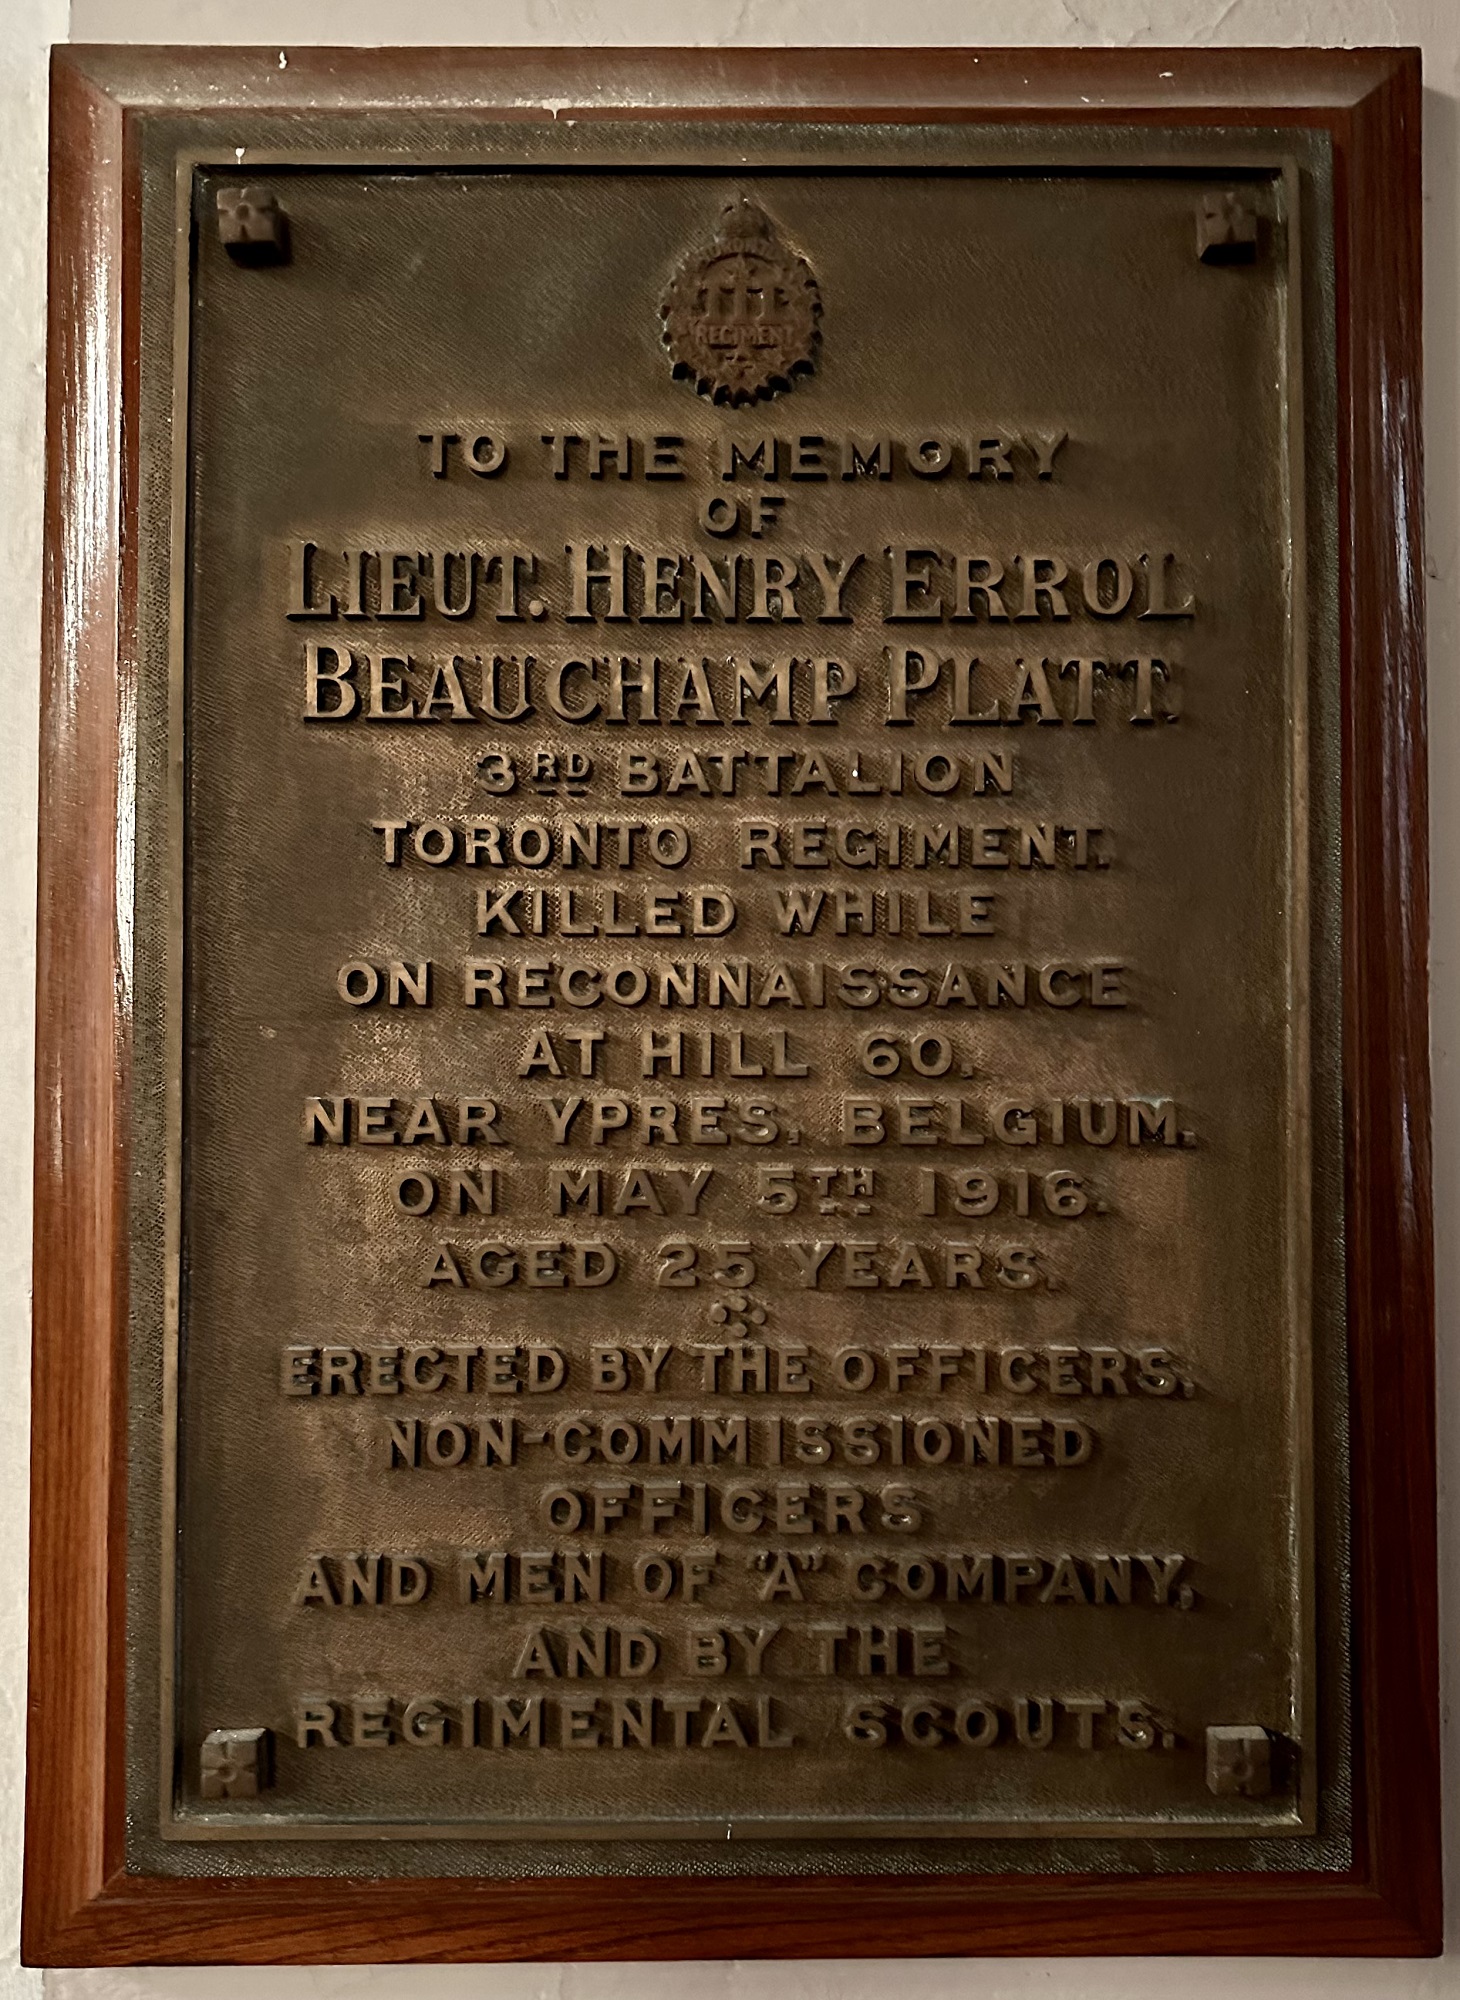 TORONTO
REGIMENT
TO THE MEMORY
OF
LIEUT. HENRY ERROL
BEAUCHAMP PLATT.
3RD BATTALION
TORONTO REGIMENT.
KILLED WHILE
ON RECONNAISSANCE
AT HILL 60,
NEAR YPRES, BELGIUM.
ON MAY 5TH 1916.
AGED 25 YEARS.
ERECTED BY THE OFFICERS,
NON-COMMISSIONED
OFFICERS
AND MEN OF "A" COMPANY,
AND BY THE
REGIMENTAL SCOUTS.